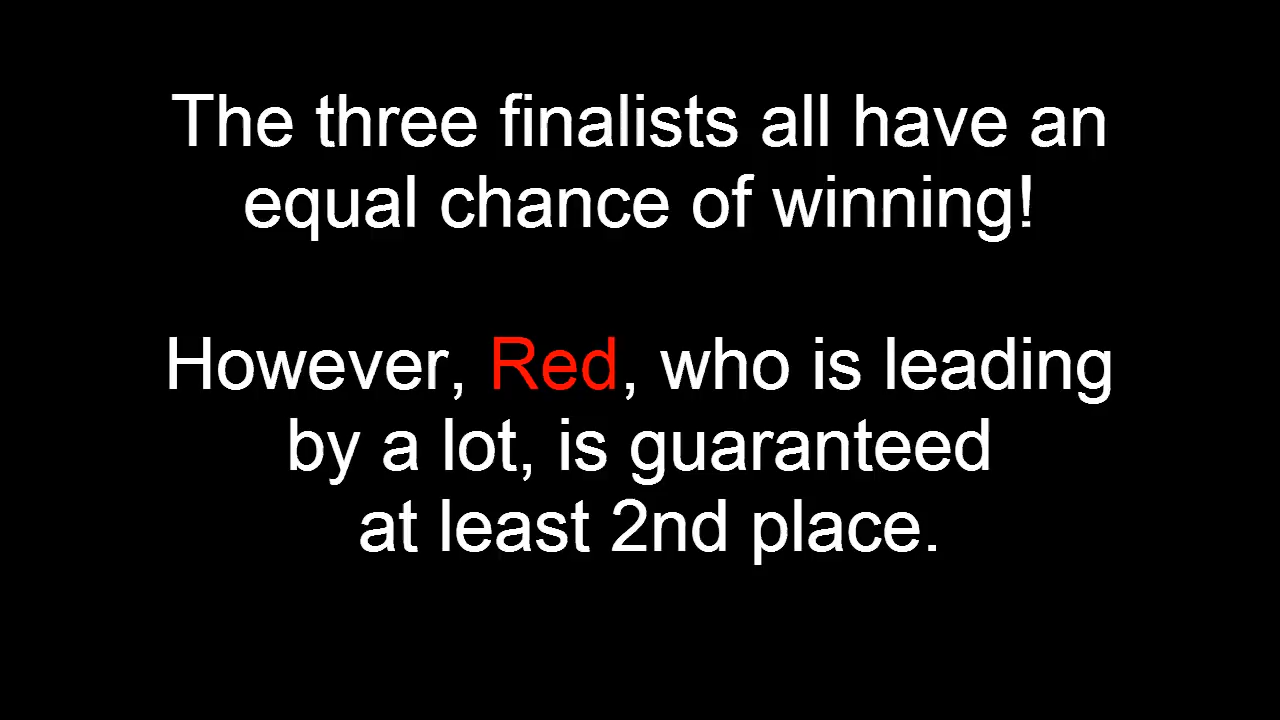 The three finalists all have an
equal chance of winning!
However, Red, who is leading
by a lot, is guaranteed
at least 2nd place.